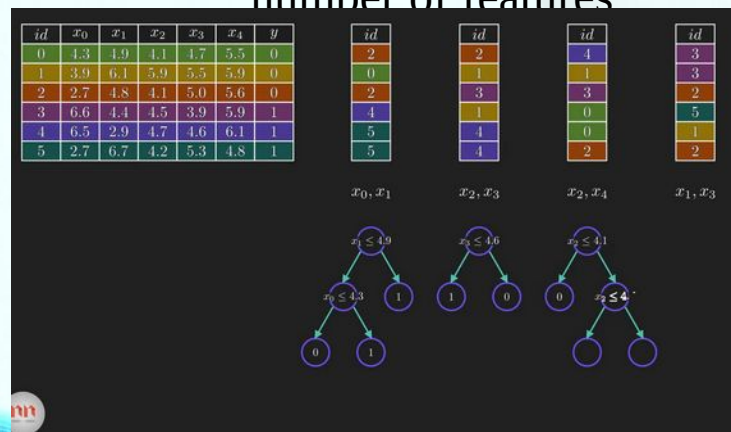 number of features
id x₀ x₁ x₂ x₃ x₄ y
0 4.3 4.9 4.1 4.7 5.5 0
1 3.9 6.1 5.9 5.5 5.9 0
2 2.7 4.8 4.1 5.0 5.6 0
3 6.6 4.4 4.5 3.9 5.9 1
4 6.5 2.9 4.7 4.6 6.1 1
5 2.7 6.7 4.2 5.3 4.8 1
id
2
0
2
4
5
5
id
2
1
3
1
4
4
id
4
1
3
0
0
2
id
3
3
2
5
1
2
x₀, x₁
x₂, x₃
x₂, x₄
x₁, x₃
x₁ ≤ 4.9
x₀ ≤ 4.3
1
0
1
x₃ ≤ 4.6
1
0
x₂ ≤ 4.1
0
≤ 4.